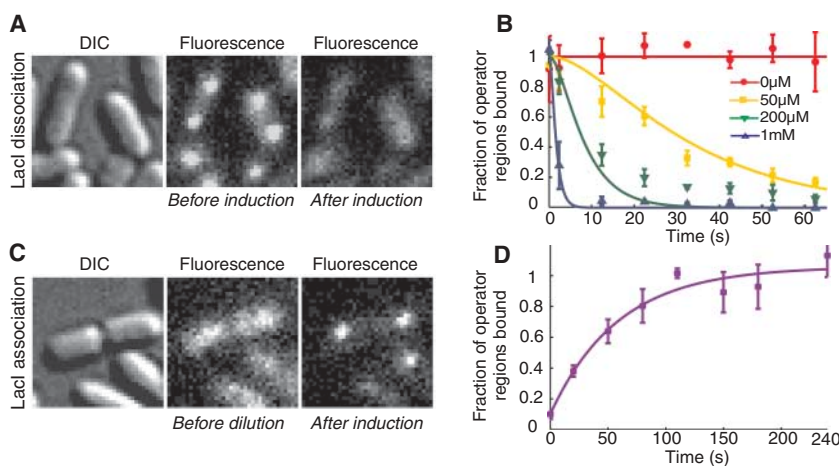 A
DIC
Fluorescence
Fluorescence
LacI dissociation
Before induction
After induction
B
Fraction of operator
regions bound
1
0.8
0.6
0.4
0.2
0
0μM
50μM
200μM
1mM
0 10 20 30 40 50 60
Time (s)
C
DIC
Fluorescence
Fluorescence
LacI association
Before dilution
After induction
D
Fraction of operator
regions bound
1
0.8
0.6
0.4
0.2
0
0 50 100 150 200 240
Time (s)